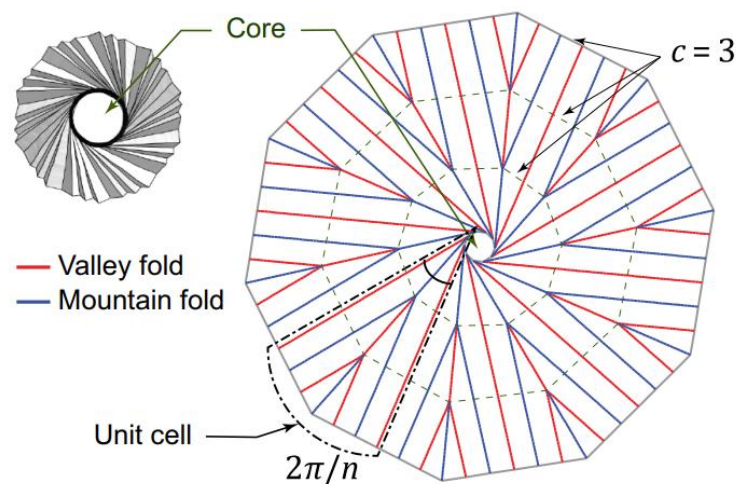 Core
c = 3
Valley fold
Mountain fold
Unit cell
2π/n